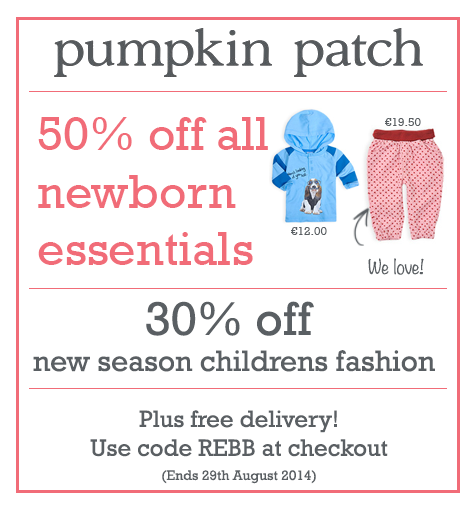 pumpkin patch
50% off all
newborn
essentials
€19.50
€12.00
We love!
30% off
new season childrens fashion
Plus free delivery!
Use code REBB at checkout
(Ends 29th August 2014)